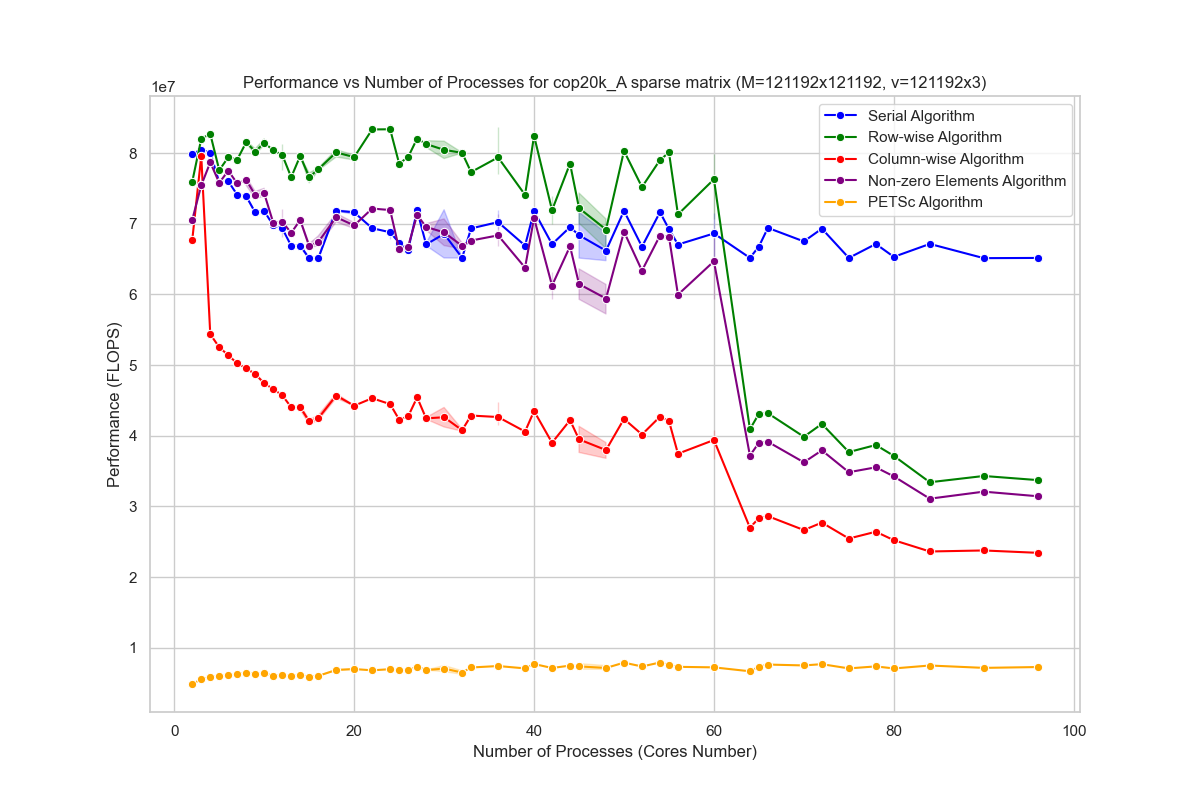 Performance vs Number of Processes for cop20k_A sparse matrix (M=121192x121192, v=121192x3)
1e7
Serial Algorithm
Row-wise Algorithm
Column-wise Algorithm
Non-zero Elements Algorithm
PETSc Algorithm
8
7
6
5
4
3
2
1
Performance (FLOPS)
0 20 40 60 80 100
Number of Processes (Cores Number)